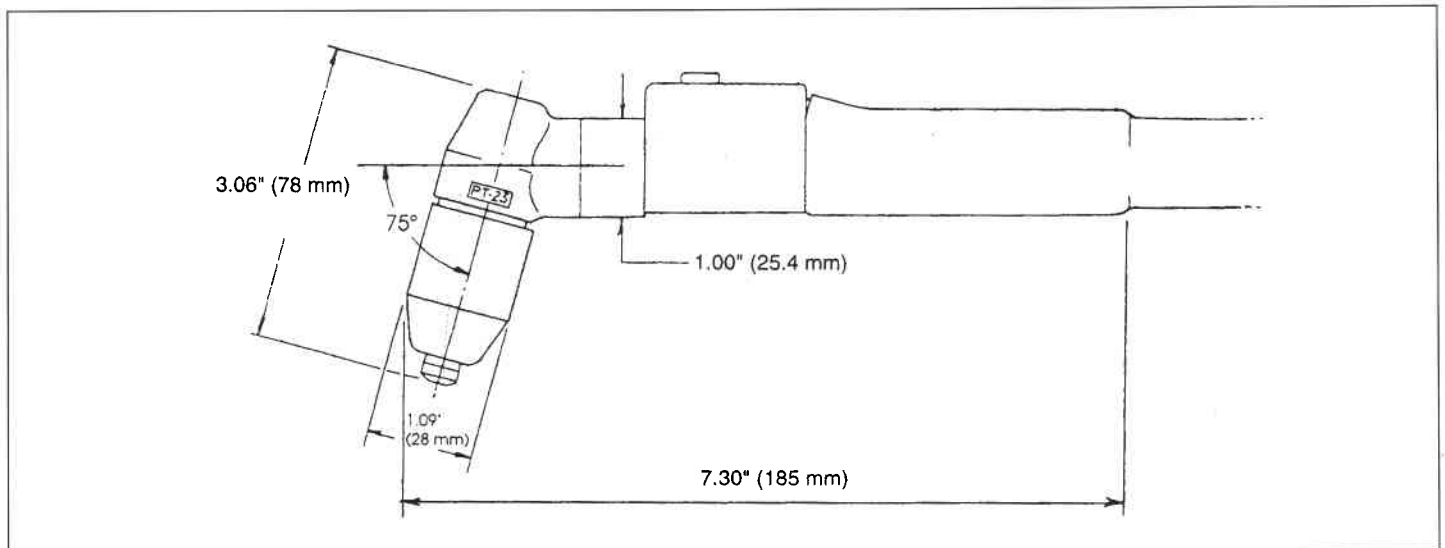 3.06" (78 mm)
PT-23
75°
1.00" (25.4 mm)
1.09"
(28 mm)
7.30" (185 mm)